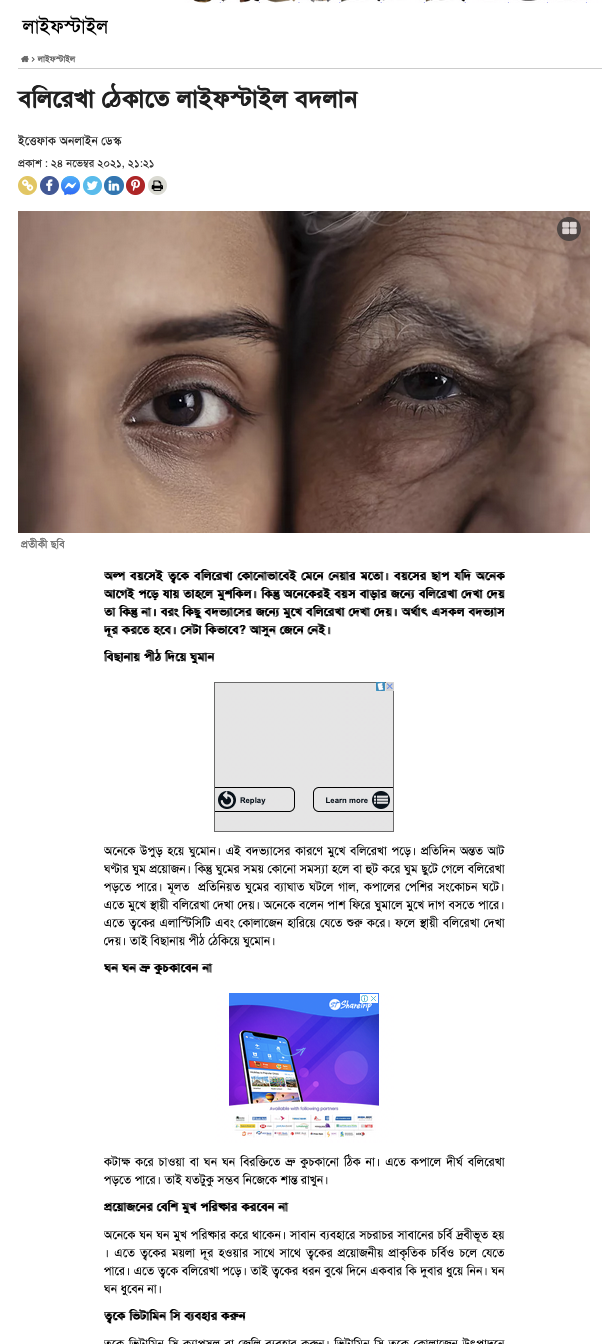 লাইফস্টাইল
› লাইফস্টাইল
বলিরেখা ঠেকাতে লাইফস্টাইল বদলান
ইত্তেফাক অনলাইন ডেস্ক
প্রকাশ : ২৪ নভেম্বর ২০২১, ২১:২১
প্রতীকী ছবি
অল্প বয়সেই ত্বকে বলিরেখা কোনোভাবেই মেনে নেয়ার মতো। বয়সের ছাপ যদি অনেক
আগেই পড়ে যায় তাহলে মুশকিল। কিন্তু অনেকেরই বয়স বাড়ার জন্যে বলিরেখা দেখা দেয়
তা কিন্তু না। বরং কিছু বদভ্যাসের জন্যে মুখে বলিরেখা দেখা দেয়। অর্থাৎ এসকল বদভ্যাস
দূর করতে হবে। সেটা কিভাবে? আসুন জেনে নেই।
বিছানায় পীঠ দিয়ে ঘুমান
Replay
Learn more
অনেকে উপুড় হয়ে ঘুমোন। এই বদভ্যাসের কারণে মুখে বলিরেখা পড়ে। প্রতিদিন অন্তত আট
ঘণ্টার ঘুম প্রয়োজন। কিন্তু ঘুমের সময় কোনো সমস্যা হলে বা হুট করে ঘুম ছুটে গেলে বলিরেখা
পড়তে পারে। মূলত প্রতিনিয়ত ঘুমের ব্যাঘাত ঘটলে গাল, কপালের পেশির সংকোচন ঘটে।
এতে মুখে স্থায়ী বলিরেখা দেখা দেয়। অনেকে বলেন পাশ ফিরে ঘুমালে মুখে দাগ বসতে পারে।
এতে ত্বকের এলাস্টিসিটি এবং কোলাজেন হারিয়ে যেতে শুরু করে। ফলে স্থায়ী বলিরেখা দেখা
দেয়। তাই বিছানায় পীঠ ঠেকিয়ে ঘুমোন।
ঘন ঘন ভ্রু কুচকাবেন না
ShareTrip
Available with following partners
কটাক্ষ করে চাওয়া বা ঘন ঘন বিরক্তিতে ভ্রু কুচকানো ঠিক না। এতে কপালে দীর্ঘ বলিরেখা
পড়তে পারে। তাই যতটুকু সম্ভব নিজেকে শান্ত রাখুন।
প্রয়োজনের বেশি মুখ পরিষ্কার করবেন না
অনেকে ঘন ঘন মুখ পরিষ্কার করে থাকেন। সাবান ব্যবহারে সচরাচর সাবানের চর্বি দ্রবীভূত হয়
। এতে ত্বকের ময়লা দূর হওয়ার সাথে সাথে ত্বকের প্রয়োজনীয় প্রাকৃতিক চর্বিও চলে যেতে
পারে। এতে ত্বকে বলিরেখা পড়ে। তাই ত্বকের ধরন বুঝে দিনে একবার কি দুবার ধুয়ে নিন। ঘন
ঘন ধুবেন না।
ত্বকে ভিটামিন সি ব্যবহার করুন
ত্বকে ভিটামিন সি ক্যাপসুল বা জেলি ব্যবহার করুন। ভিটামিন সি ত্বকে কোলাজেন উৎপাদনে